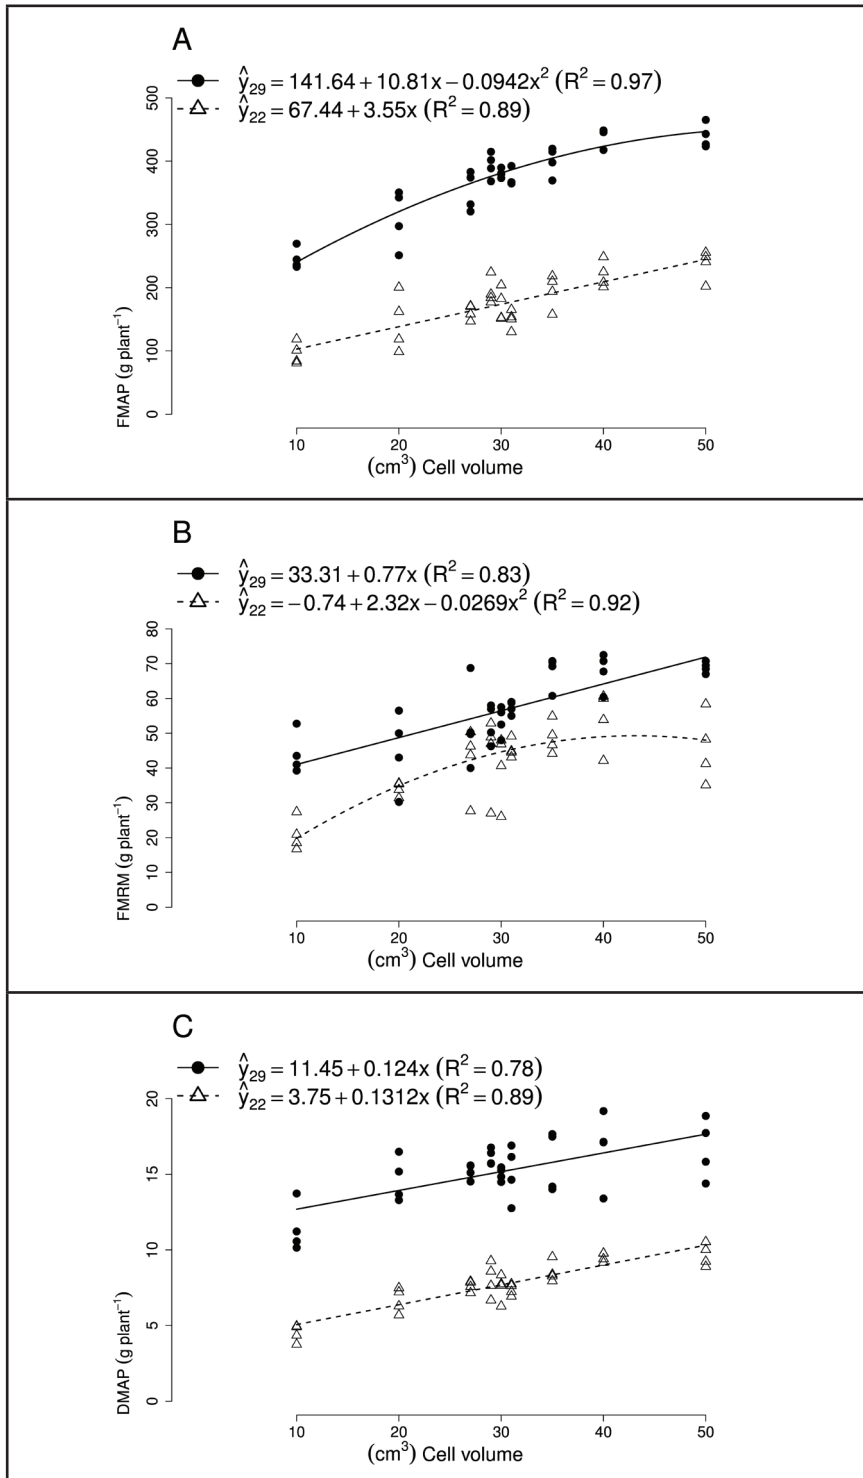 A
ŷ₂₉ = 141.64 + 10.81x − 0.0942x² (R² = 0.97)
ŷ₂₂ = 67.44 + 3.55x (R² = 0.89)
FMAP (g plant⁻¹)
500
400
300
200
100
0
10 20 30 40 50
(cm³) Cell volume
B
ŷ₂₉ = 33.31 + 0.77x (R² = 0.83)
ŷ₂₂ = −0.74 + 2.32x − 0.0269x² (R² = 0.92)
FMRM (g plant⁻¹)
80
70
60
50
40
30
20
10
0
10 20 30 40 50
(cm³) Cell volume
C
ŷ₂₉ = 11.45 + 0.124x (R² = 0.78)
ŷ₂₂ = 3.75 + 0.1312x (R² = 0.89)
DMAP (g plant⁻¹)
20
15
10
5
0
10 20 30 40 50
(cm³) Cell volume